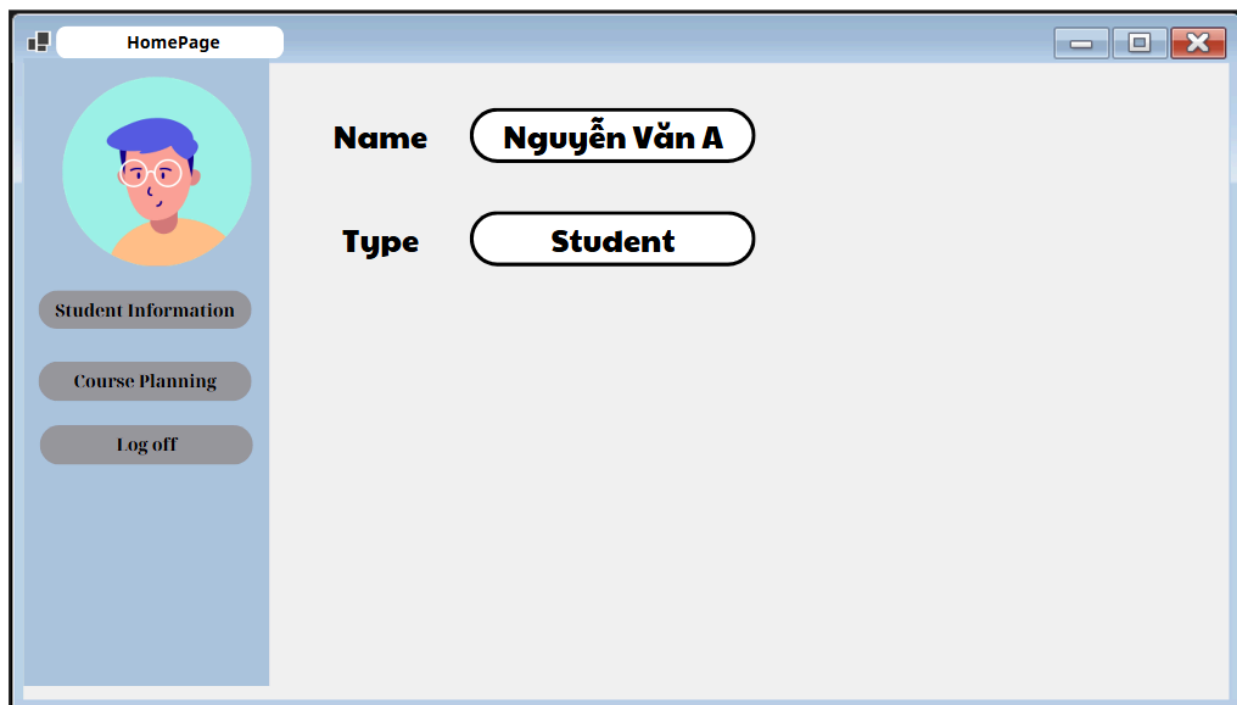 HomePage
Name
Nguyễn Văn A
Type
Student
Student Information
Course Planning
Log off